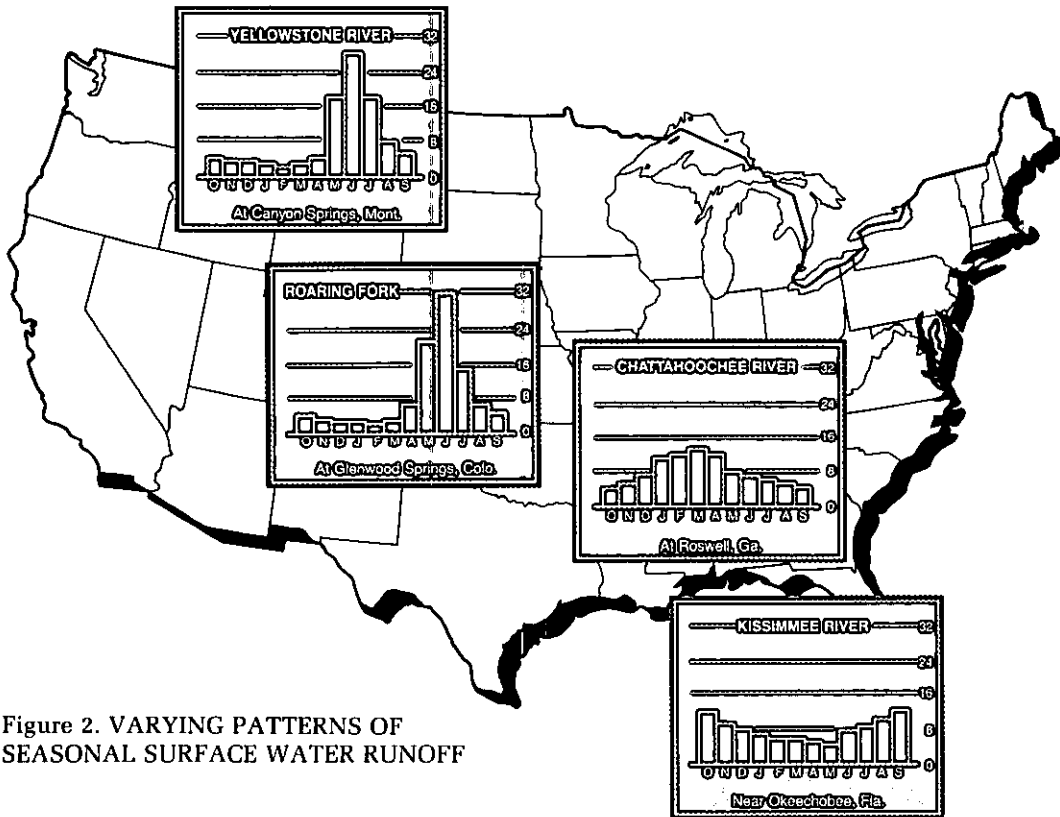 YELLOWSTONE RIVER
32
24
16
8
0
O N D J F M A M J J A S
At Canyon Springs, Mont.
ROARING FORK
32
24
16
8
0
O N D J F M A M J J A S
At Glenwood Springs, Colo.
CHATTAHOOCHEE RIVER
32
24
16
8
0
O N D J F M A M J J A S
At Roswell, Ga.
KISSIMMEE RIVER
32
24
16
8
0
O N D J F M A M J J A S
Near Okeechobee, Fla.
Figure 2. VARYING PATTERNS OF
SEASONAL SURFACE WATER RUNOFF